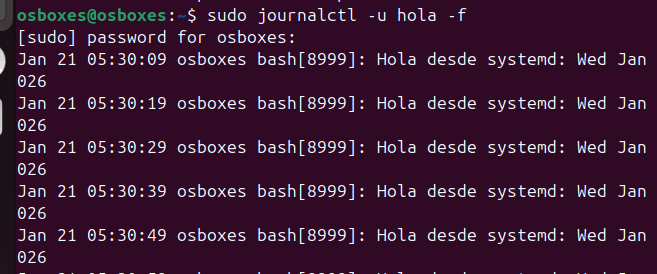 osboxes@osboxes:~$ sudo journalctl -u hola -f
[sudo] password for osboxes:
Jan 21 05:30:09 osboxes bash[8999]: Hola desde systemd: Wed Jan
026
Jan 21 05:30:19 osboxes bash[8999]: Hola desde systemd: Wed Jan
026
Jan 21 05:30:29 osboxes bash[8999]: Hola desde systemd: Wed Jan
026
Jan 21 05:30:39 osboxes bash[8999]: Hola desde systemd: Wed Jan
026
Jan 21 05:30:49 osboxes bash[8999]: Hola desde systemd: Wed Jan
026